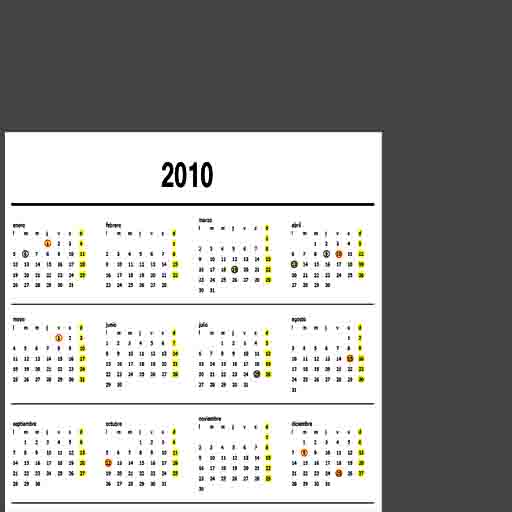 2010
enero
l m m j v s d
1 2 3 4
5 6 7 8 9 10 11
12 13 14 15 16 17 18
19 20 21 22 23 24 25
26 27 28 29 30 31
febrero
l m m j v s d
1
2 3 4 5 6 7 8
9 10 11 12 13 14 15
16 17 18 19 20 21 22
23 24 25 26 27 28
marzo
l m m j v s d
1
2 3 4 5 6 7 8
9 10 11 12 13 14 15
16 17 18 19 20 21 22
23 24 25 26 27 28 29
30 31
abril
l m m j v s d
1 2 3 4 5
6 7 8 9 10 11 12
13 14 15 16 17 18 19
20 21 22 23 24 25 26
27 28 29 30
mayo
l m m j v s d
1 2 3
4 5 6 7 8 9 10
11 12 13 14 15 16 17
18 19 20 21 22 23 24
25 26 27 28 29 30 31
junio
l m m j v s d
1 2 3 4 5 6 7
8 9 10 11 12 13 14
15 16 17 18 19 20 21
22 23 24 25 26 27 28
29 30
julio
l m m j v s d
1 2 3 4 5
6 7 8 9 10 11 12
13 14 15 16 17 18 19
20 21 22 23 24 25 26
27 28 29 30 31
agosto
l m m j v s d
1 2
3 4 5 6 7 8 9
10 11 12 13 14 15 16
17 18 19 20 21 22 23
24 25 26 27 28 29 30
31
septiembre
l m m j v s d
1 2 3 4 5 6
7 8 9 10 11 12 13
14 15 16 17 18 19 20
21 22 23 24 25 26 27
28 29 30
octubre
l m m j v s d
1 2 3 4
5 6 7 8 9 10 11
12 13 14 15 16 17 18
19 20 21 22 23 24 25
26 27 28 29 30 31
noviembre
l m m j v s d
1
2 3 4 5 6 7 8
9 10 11 12 13 14 15
16 17 18 19 20 21 22
23 24 25 26 27 28 29
30
diciembre
l m m j v s d
1 2 3 4 5 6
7 8 9 10 11 12 13
14 15 16 17 18 19 20
21 22 23 24 25 26 27
28 29 30 31